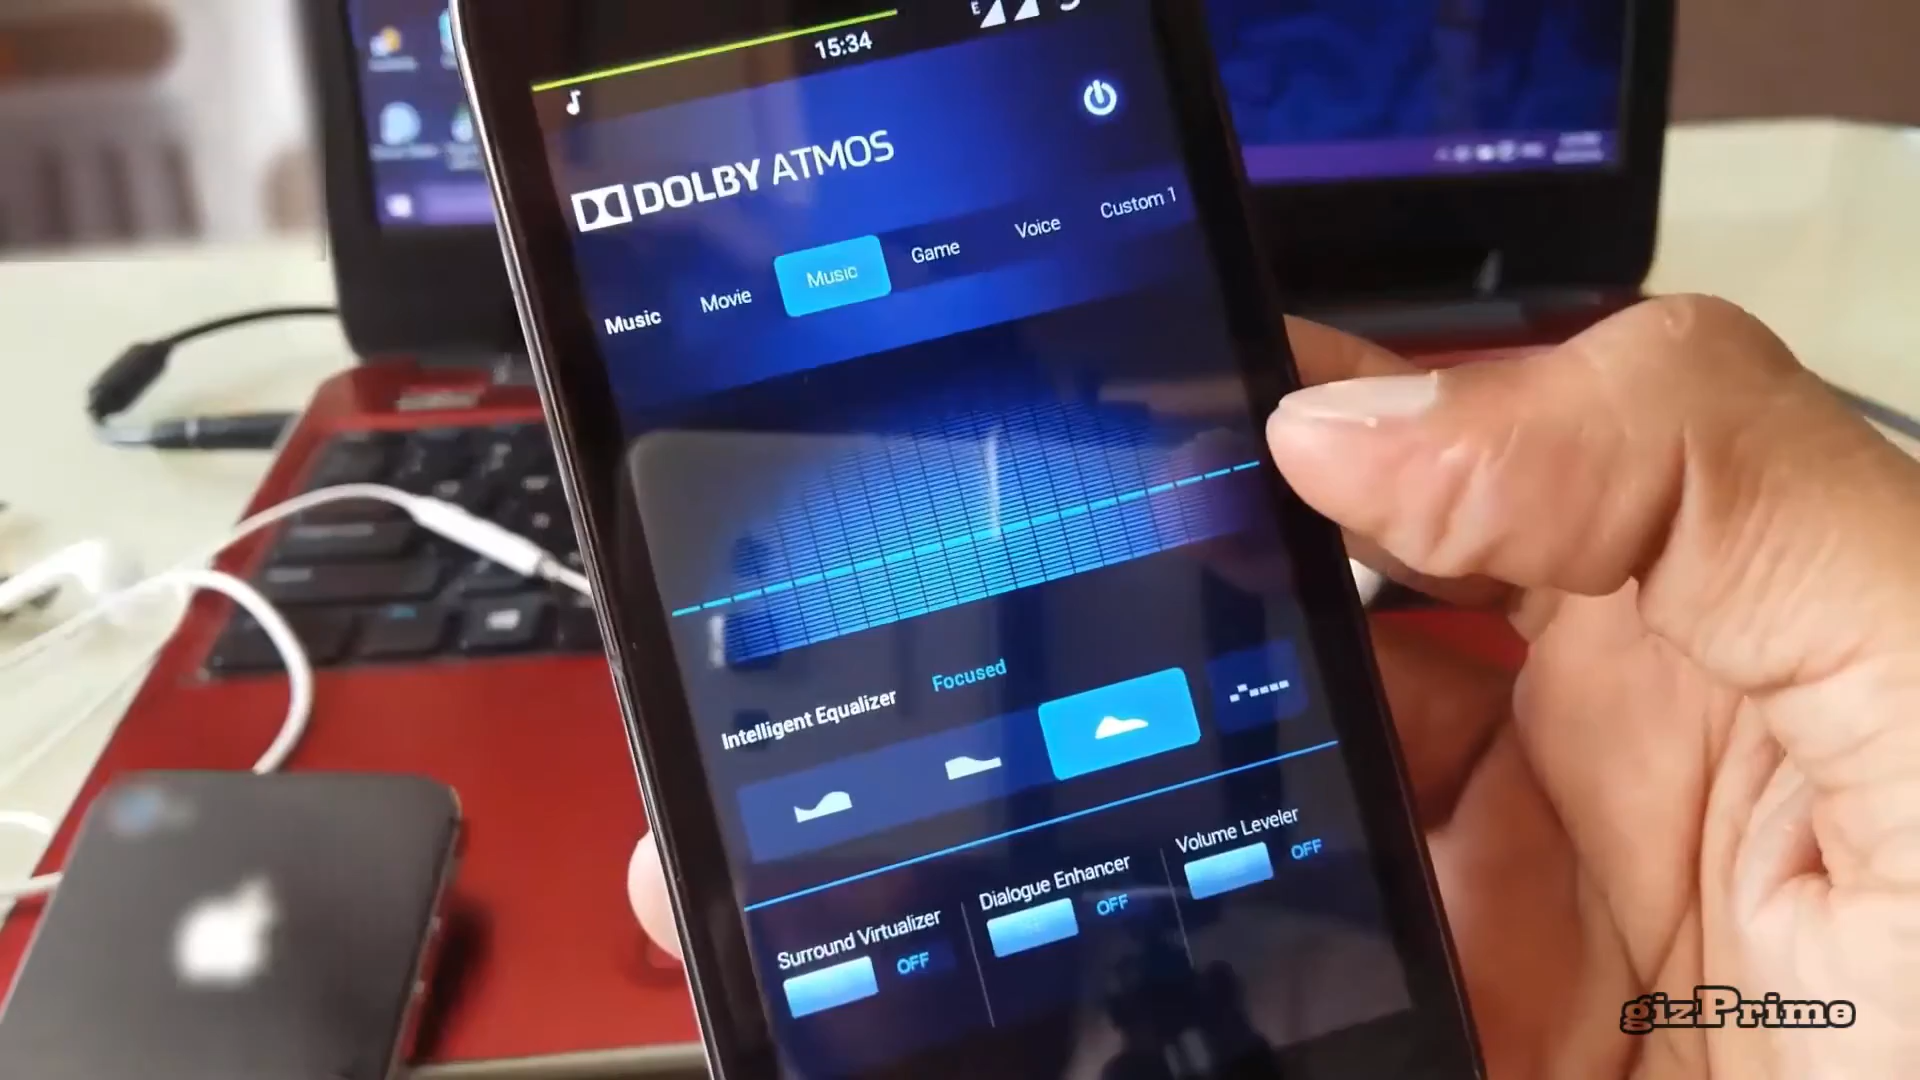 E
15:34
DOLBY ATMOS
Music Movie Music Game Voice Custom 1
Intelligent Equalizer Focused
Surround Virtualizer Dialogue Enhancer Volume Leveler
OFF OFF OFF
gizPrime